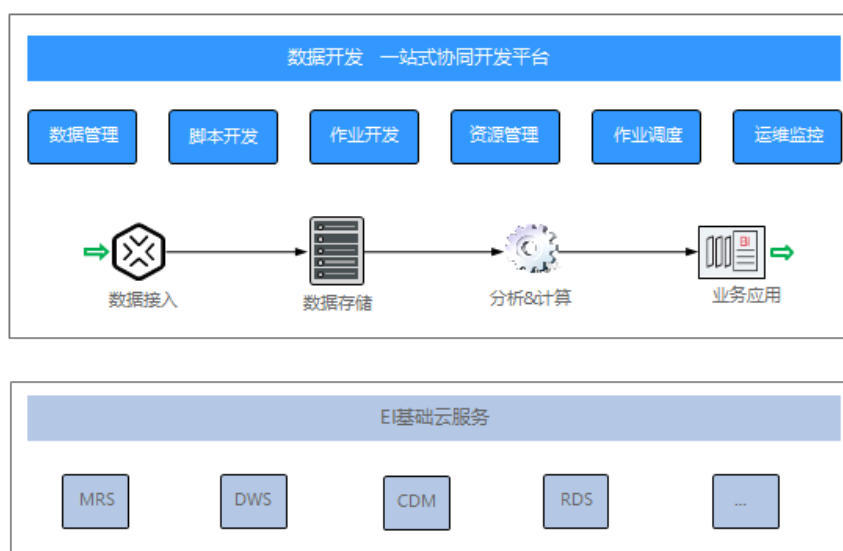 数据开发 一站式协同开发平台
数据管理
脚本开发
作业开发
资源管理
作业调度
运维监控
BI
数据接入
数据存储
分析&计算
业务应用
EI基础云服务
MRS
DWS
CDM
RDS
...